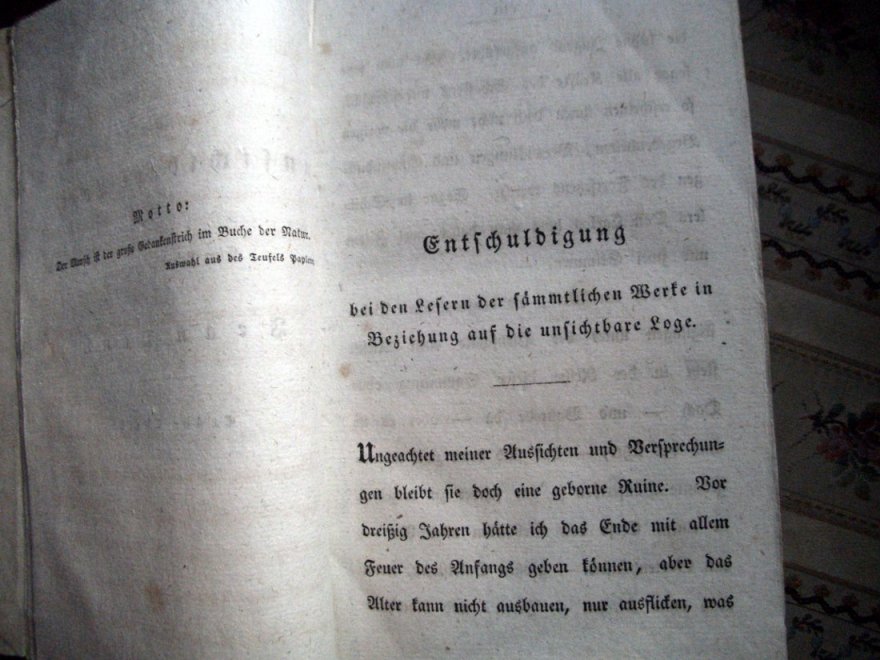 Motto:
Der Mensch ist der große Gedankenstrich im Buche der Natur.
Auswahl aus des Teufels Papieren
Entſchuldigung
bei den Leſern der ſämmtlichen Werke in
Beziehung auf die unſichtbare Loge.
Ungeachtet meiner Ausſichten und Verſprechun⸗
gen bleibt ſie doch eine geborne Ruine. Vor
dreißig Jahren hätte ich das Ende mit allem
Feuer des Anfangs geben können, aber das
Alter kann nicht ausbauen, nur ausflicken, was